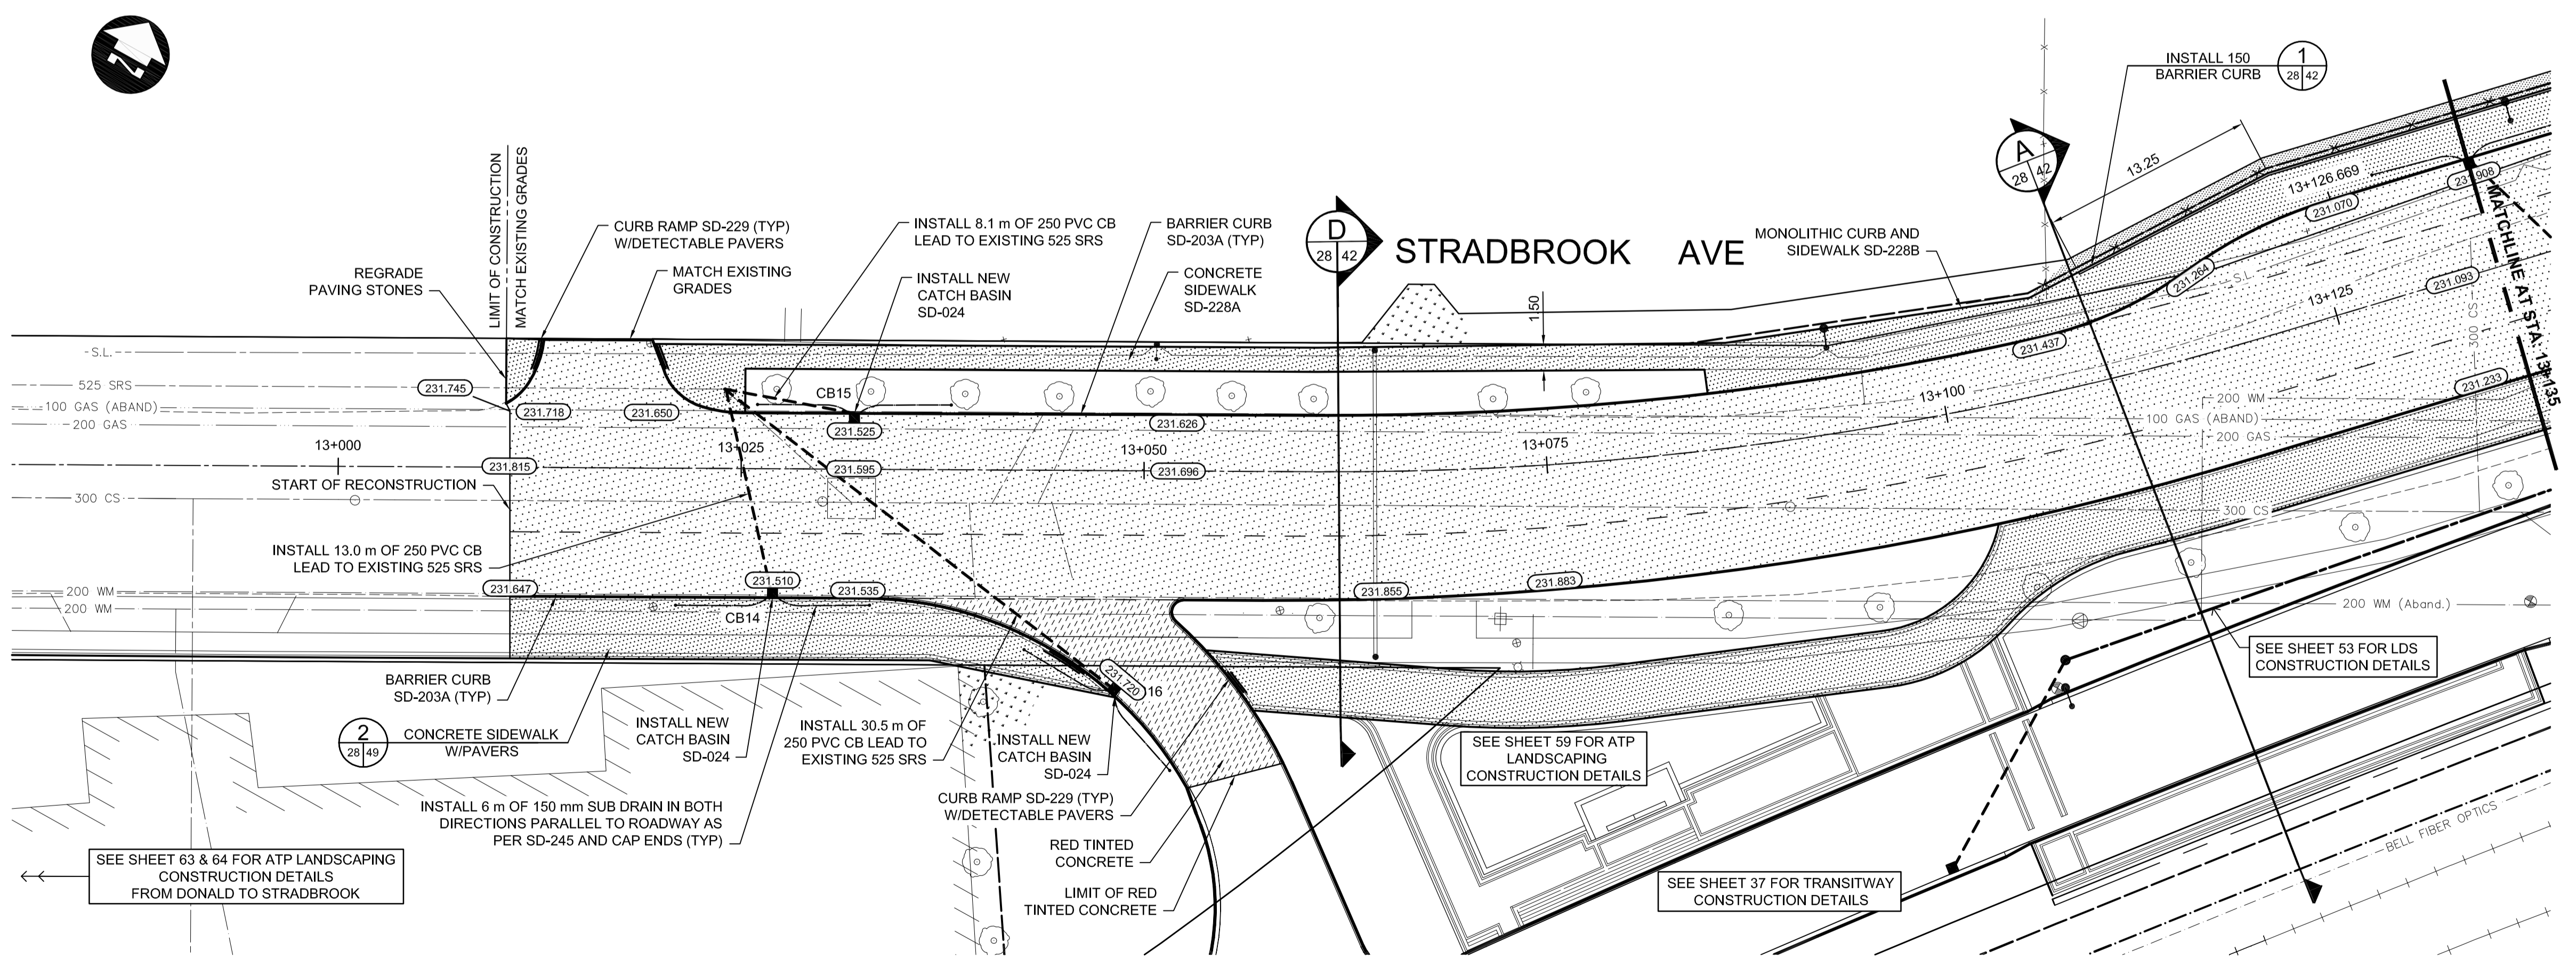 INSTALL 150
BARRIER CURB
1
28 42
A
28 42
13.25
13+126.669
231.908
231.070
MATCHLINE AT STA. 13+135
LIMIT OF CONSTRUCTION
MATCH EXISTING GRADES
CURB RAMP SD-229 (TYP)
W/DETECTABLE PAVERS
INSTALL 8.1 m OF 250 PVC CB
LEAD TO EXISTING 525 SRS
BARRIER CURB
SD-203A (TYP)
D
28 42
STRADBROOK AVE
MONOLITHIC CURB AND
SIDEWALK SD-228B
REGRADE
PAVING STONES
MATCH EXISTING
GRADES
INSTALL NEW
CATCH BASIN
SD-024
CONCRETE
SIDEWALK
SD-228A
1.50
S.L.
231.264
S.L.
231.093
13+125
300 CS
231.437
S.L.
525 SRS
231.745
100 GAS (ABAND)
231.718
231.650
CB15
231.525
231.626
200 GAS
13+000
13+025
13+050
13+075
13+100
231.233
200 WM
100 GAS (ABAND)
200 GAS
231.815
231.595
231.696
START OF RECONSTRUCTION
300 CS
300 CS
INSTALL 13.0 m OF 250 PVC CB
LEAD TO EXISTING 525 SRS
231.647
231.510
231.535
231.855
231.883
200 WM
200 WM
CB14
200 WM (Aband.)
SEE SHEET 53 FOR LDS
CONSTRUCTION DETAILS
BARRIER CURB
SD-203A (TYP)
231.720
16
2
28 49
CONCRETE SIDEWALK
W/PAVERS
INSTALL NEW
CATCH BASIN
SD-024
INSTALL 30.5 m OF
250 PVC CB LEAD TO
EXISTING 525 SRS
INSTALL NEW
CATCH BASIN
SD-024
SEE SHEET 59 FOR ATP
LANDSCAPING
CONSTRUCTION DETAILS
INSTALL 6 m OF 150 mm SUB DRAIN IN BOTH
DIRECTIONS PARALLEL TO ROADWAY AS
PER SD-245 AND CAP ENDS (TYP)
CURB RAMP SD-229 (TYP)
W/DETECTABLE PAVERS
RED TINTED
CONCRETE
LIMIT OF RED
TINTED CONCRETE
SEE SHEET 63 & 64 FOR ATP LANDSCAPING
CONSTRUCTION DETAILS
FROM DONALD TO STRADBROOK
SEE SHEET 37 FOR TRANSITWAY
CONSTRUCTION DETAILS
BELL FIBER OPTICS